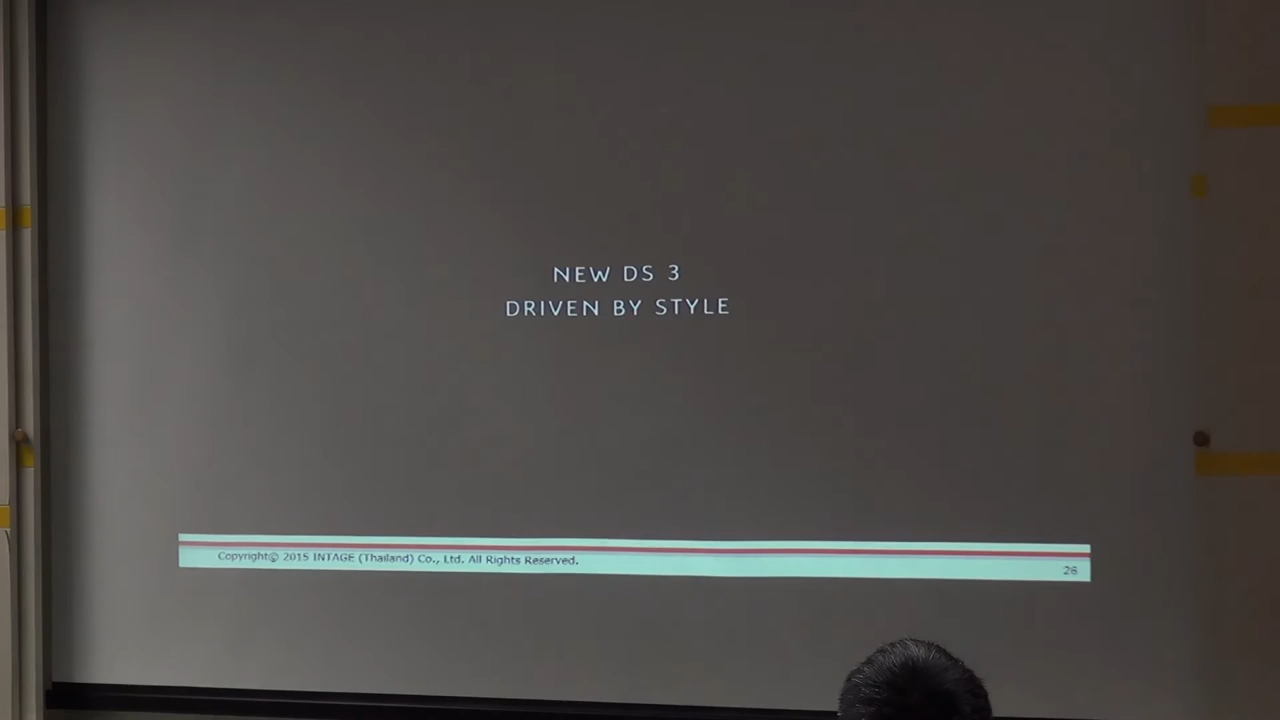 NEW DS 3
DRIVEN BY STYLE
Copyright© 2015 INTAGE (Thailand) Co., Ltd. All Rights Reserved.
26